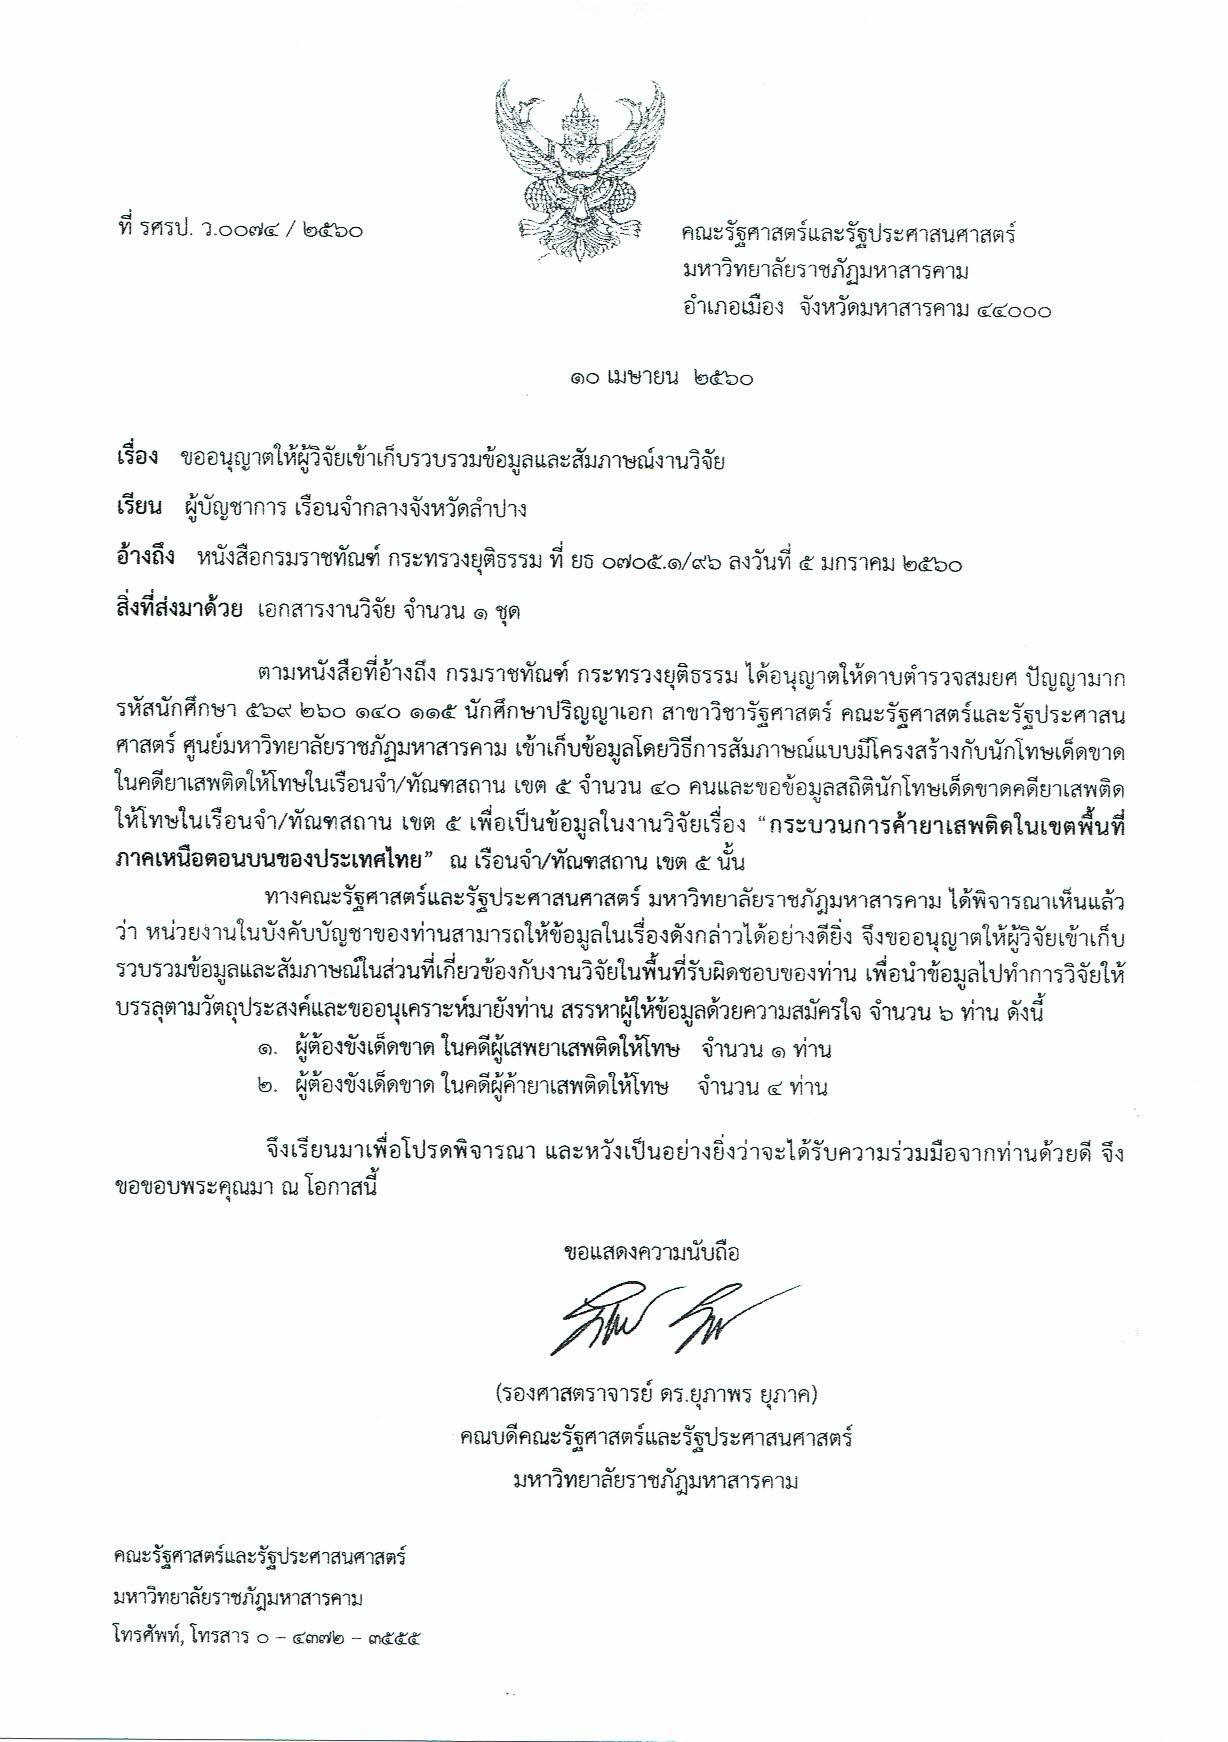 ที่ รศรป. ว.๐๐๗๔ / ๒๕๖๐
คณะรัฐศาสตร์และรัฐประศาสนศาสตร์
มหาวิทยาลัยราชภัฏมหาสารคาม
อำเภอเมือง จังหวัดมหาสารคาม ๔๔๐๐๐
๑๐ เมษายน ๒๕๖๐
เรื่อง ขออนุญาตให้ผู้วิจัยเข้าเก็บรวบรวมข้อมูลและสัมภาษณ์งานวิจัย
เรียน ผู้บัญชาการ เรือนจำกลางจังหวัดลำปาง
อ้างถึง หนังสือกรมราชทัณฑ์ กระทรวงยุติธรรม ที่ ยธ ๐๗๐๕.๑/๙๖ ลงวันที่ ๕ มกราคม ๒๕๖๐
สิ่งที่ส่งมาด้วย เอกสารงานวิจัย จำนวน ๑ ชุด
ตามหนังสือที่อ้างถึง กรมราชทัณฑ์ กระทรวงยุติธรรม ได้อนุญาตให้ดาบตำรวจสมยศ ปัญญามาก
รหัสนักศึกษา ๕๖๙ ๒๖๐ ๑๔๐ ๑๑๕ นักศึกษาปริญญาเอก สาขาวิชารัฐศาสตร์ คณะรัฐศาสตร์และรัฐประศาสน
ศาสตร์ ศูนย์มหาวิทยาลัยราชภัฏมหาสารคาม เข้าเก็บข้อมูลโดยวิธีการสัมภาษณ์แบบมีโครงสร้างกับนักโทษเด็ดขาด
ในคดียาเสพติดให้โทษในเรือนจำ/ทัณฑสถาน เขต ๕ จำนวน ๔๐ คนและขอข้อมูลสถิตินักโทษเด็ดขาดคดียาเสพติด
ให้โทษในเรือนจำ/ทัณฑสถาน เขต ๕ เพื่อเป็นข้อมูลในงานวิจัยเรื่อง “กระบวนการค้ายาเสพติดในเขตพื้นที่
ภาคเหนือตอนบนของประเทศไทย” ณ เรือนจำ/ทัณฑสถาน เขต ๕ นั้น
ทางคณะรัฐศาสตร์และรัฐประศาสนศาสตร์ มหาวิทยาลัยราชภัฎมหาสารคาม ได้พิจารณาเห็นแล้ว
ว่า หน่วยงานในบังคับบัญชาของท่านสามารถให้ข้อมูลในเรื่องดังกล่าวได้อย่างดียิ่ง จึงขออนุญาตให้ผู้วิจัยเข้าเก็บ
รวบรวมข้อมูลและสัมภาษณ์ในส่วนที่เกี่ยวข้องกับงานวิจัยในพื้นที่รับผิดชอบของท่าน เพื่อนำข้อมูลไปทำการวิจัยให้
บรรลุตามวัตถุประสงค์และขออนุเคราะห์มายังท่าน สรรหาผู้ให้ข้อมูลด้วยความสมัครใจ จำนวน ๖ ท่าน ดังนี้
๑. ผู้ต้องขังเด็ดขาด ในคดีผู้เสพยาเสพติดให้โทษ จำนวน ๑ ท่าน
๒. ผู้ต้องขังเด็ดขาด ในคดีผู้ค้ายาเสพติดให้โทษ จำนวน ๔ ท่าน
จึงเรียนมาเพื่อโปรดพิจารณา และหวังเป็นอย่างยิ่งว่าจะได้รับความร่วมมือจากท่านด้วยดี จึง
ขอขอบพระคุณมา ณ โอกาสนี้
ขอแสดงความนับถือ
(รองศาสตราจารย์ ดร.ยุภาพร ยุภาศ)
คณบดีคณะรัฐศาสตร์และรัฐประศาสนศาสตร์
มหาวิทยาลัยราชภัฎมหาสารคาม
คณะรัฐศาสตร์และรัฐประศาสนศาสตร์
มหาวิทยาลัยราชภัฎมหาสารคาม
โทรศัพท์, โทรสาร ๐ – ๔๓๗๒ – ๓๕๕๕